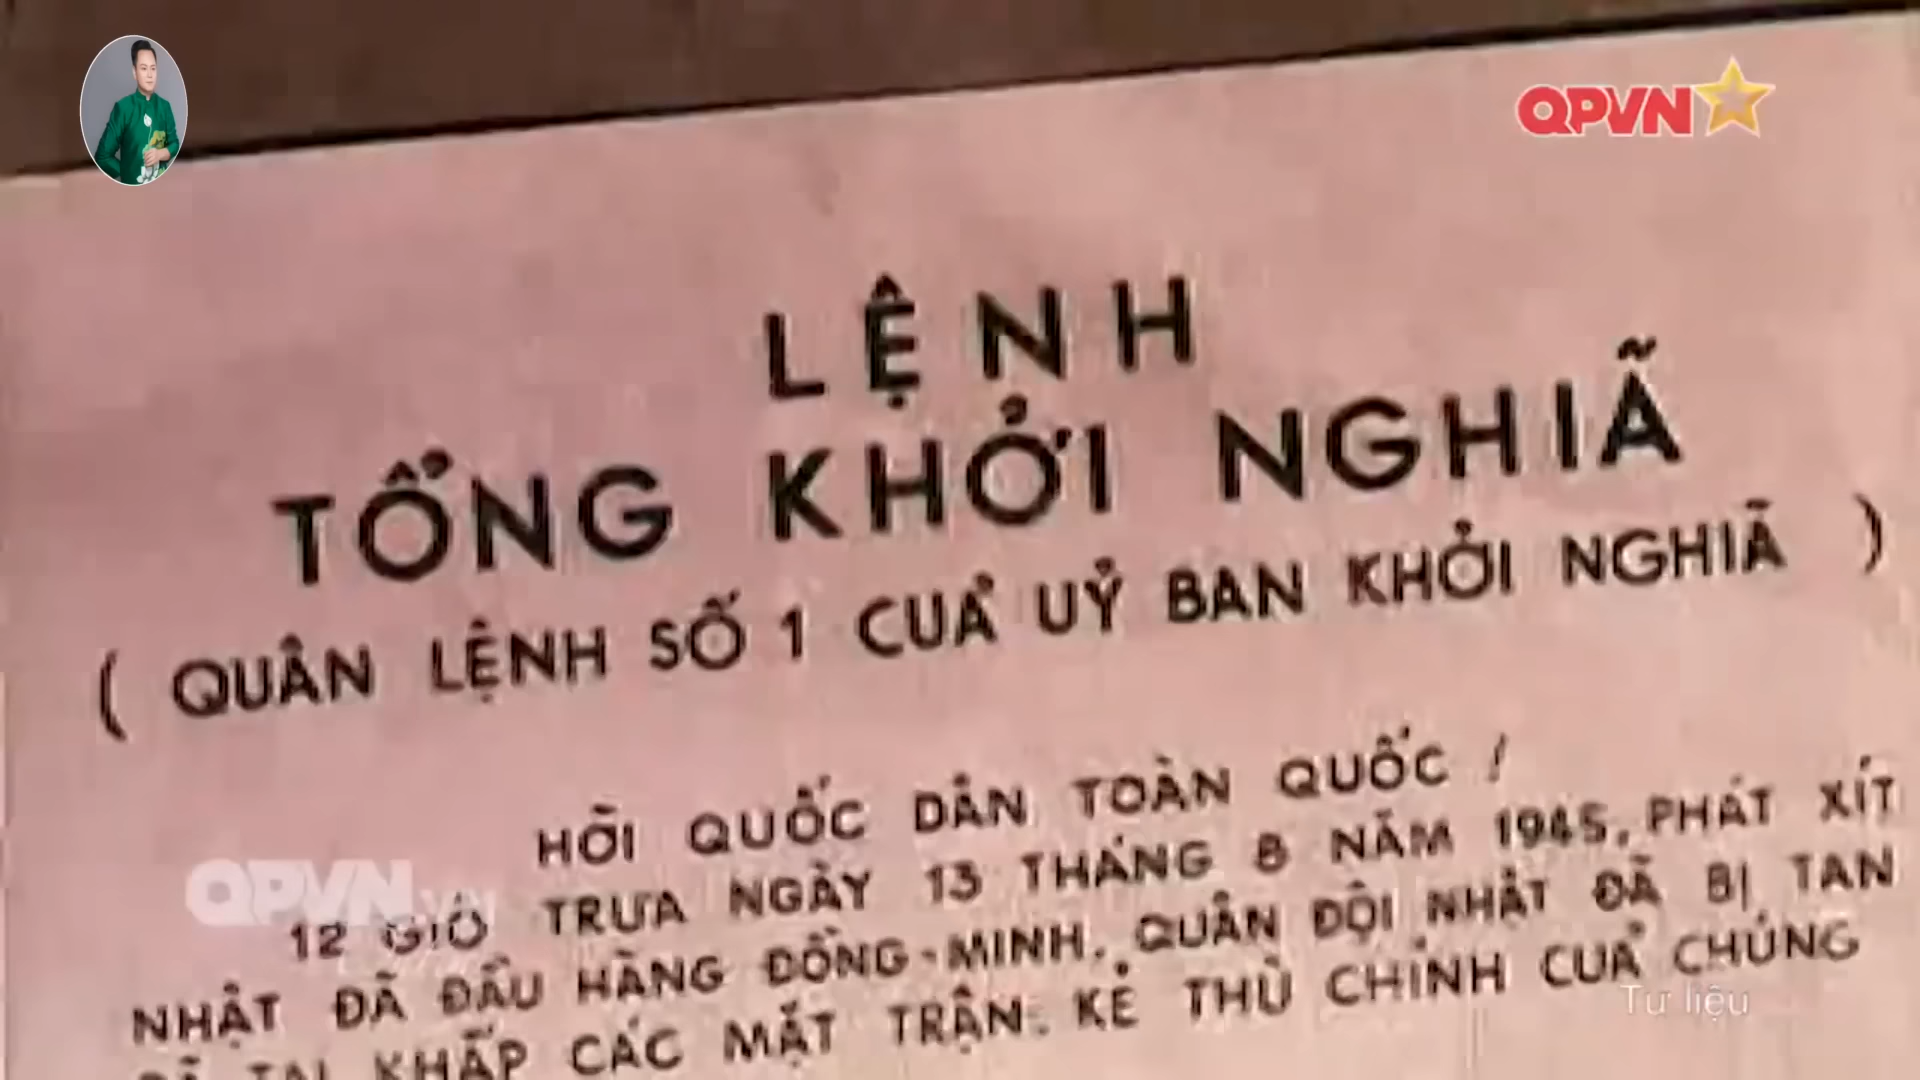 QPVN
LỆNH
TỔNG KHỞI NGHIÃ
( QUÂN LỆNH SỐ 1 CUẢ UỶ BAN KHỞI NGHIÃ )
HỠI QUỐC DÂN TOÀN QUỐC !
12 GIỜ TRƯA NGÀY 13 THÁNG 8 NĂM 1945, PHÁT XÍT
NHẬT ĐÃ ĐẦU HÀNG ĐỒNG-MINH. QUÂN ĐỘI NHẬT ĐÃ BỊ TAN
KHẮP CÁC MẶT TRẬN. KẺ THÙ CHÍNH CUẢ CHÚNG
QPVN.VN
Tư liệu